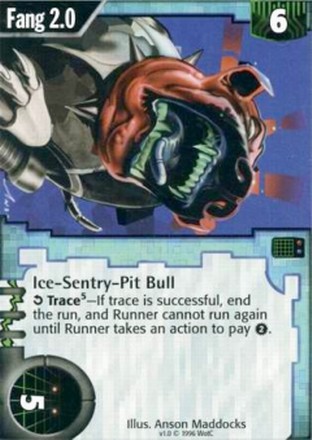 Fang 2.0
6
Ice-Sentry-Pit Bull
Trace⁵—If trace is successful, end
the run, and Runner cannot run again
until Runner takes an action to pay ❷.
5
Illus. Anson Maddocks
v1.0 © 1996 WotC